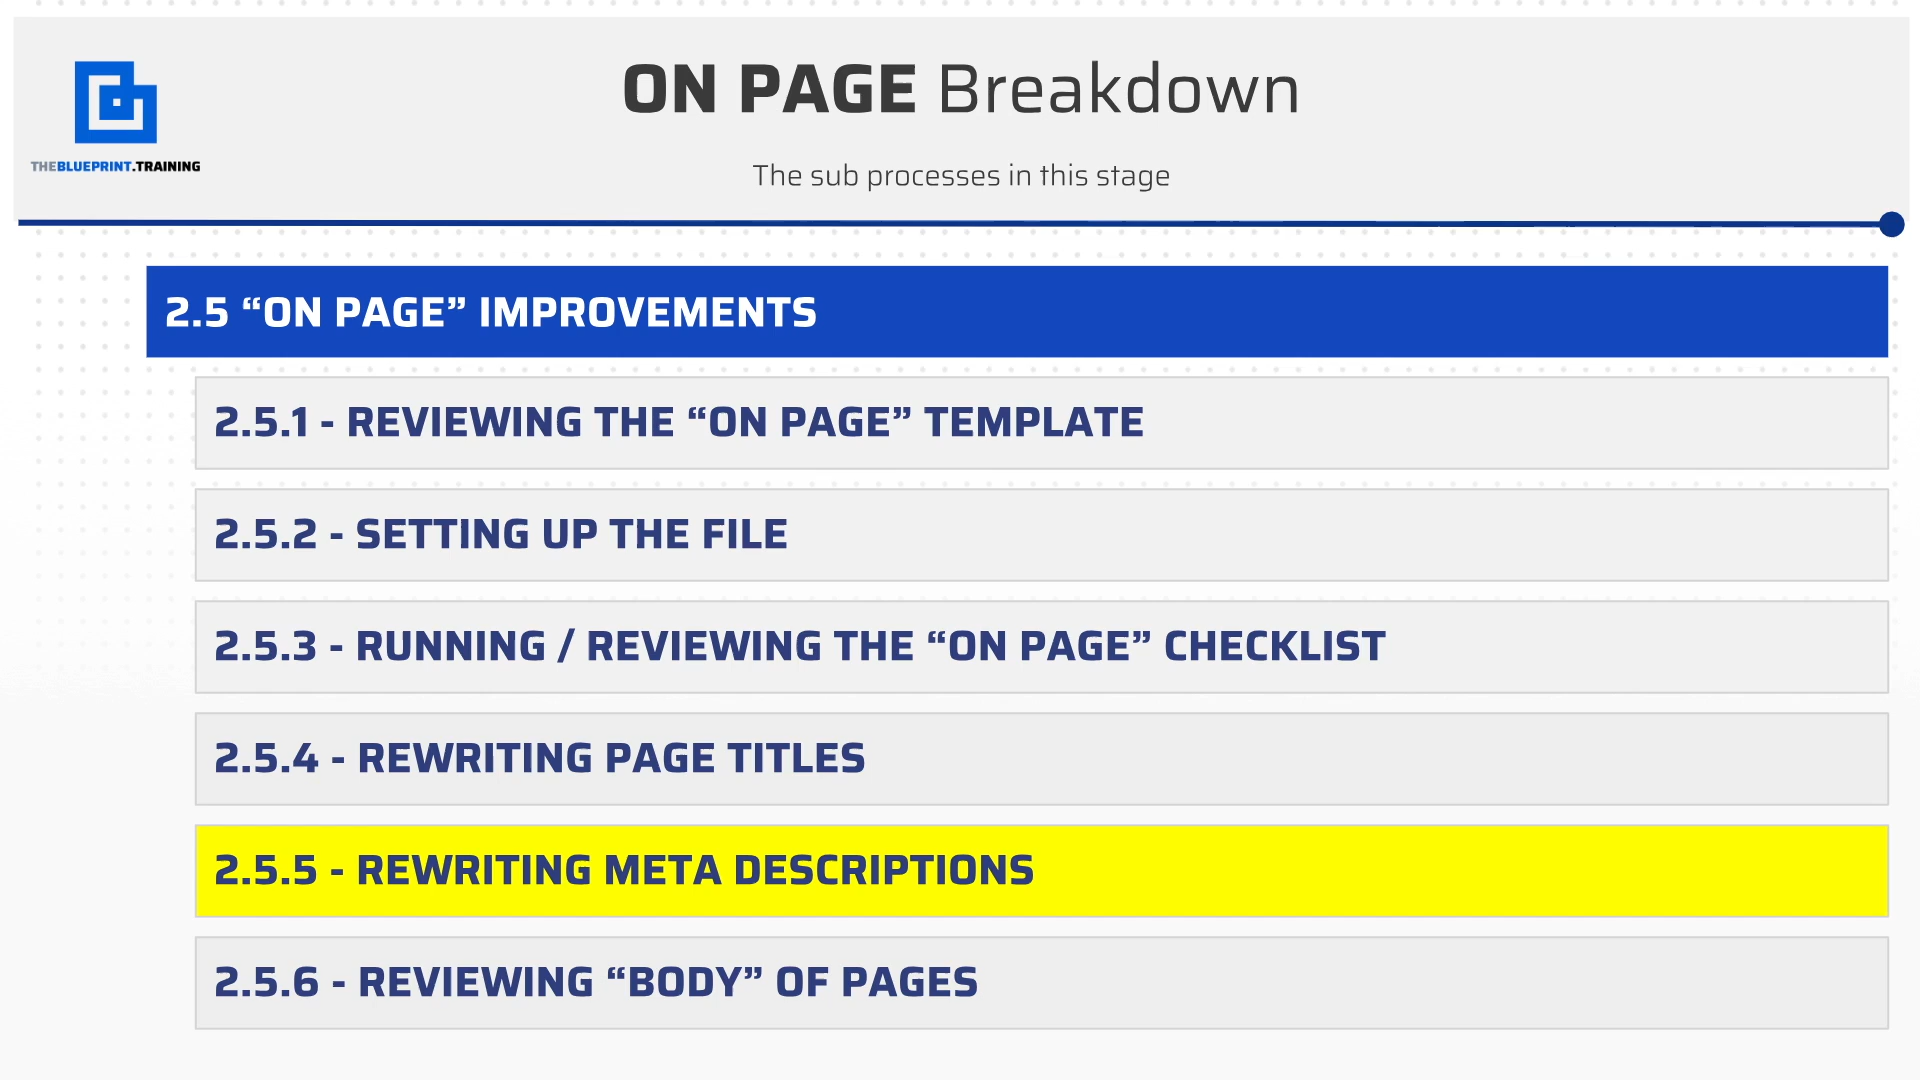 ON PAGE Breakdown
THEBLUEPRINT.TRAINING
The sub processes in this stage
2.5 “ON PAGE” IMPROVEMENTS
2.5.1 - REVIEWING THE “ON PAGE” TEMPLATE
2.5.2 - SETTING UP THE FILE
2.5.3 - RUNNING / REVIEWING THE “ON PAGE” CHECKLIST
2.5.4 - REWRITING PAGE TITLES
2.5.5 - REWRITING META DESCRIPTIONS
2.5.6 - REVIEWING “BODY” OF PAGES